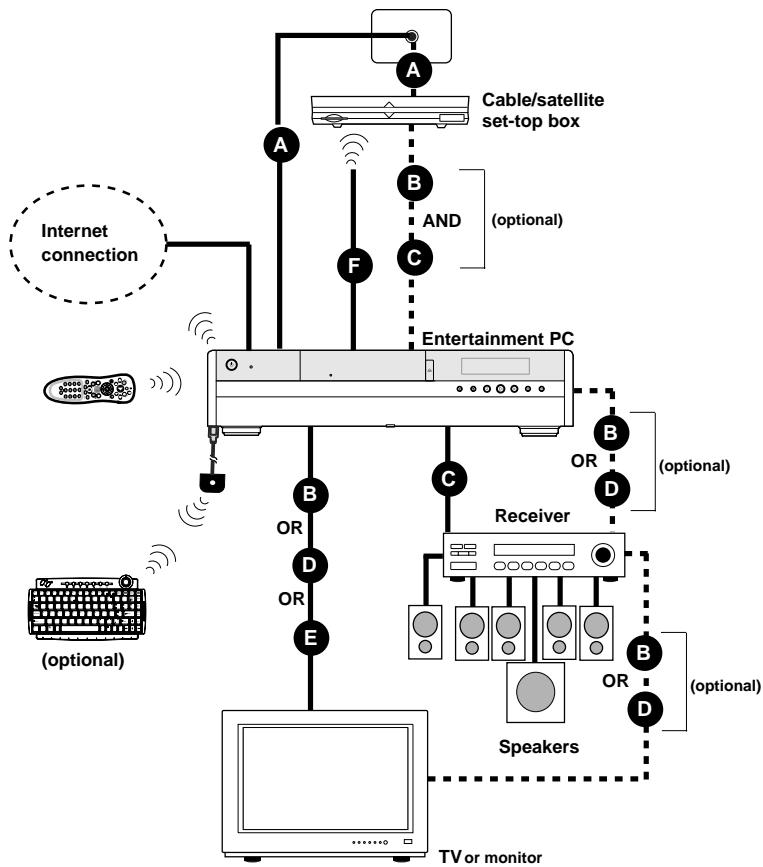 A
Cable/satellite
set-top box
A
B
AND
(optional)
Internet
connection
F
C
Entertainment PC
B
OR
(optional)
C
D
B
OR
Receiver
D
OR
(optional)
E
B
OR
(optional)
D
Speakers
TV or monitor